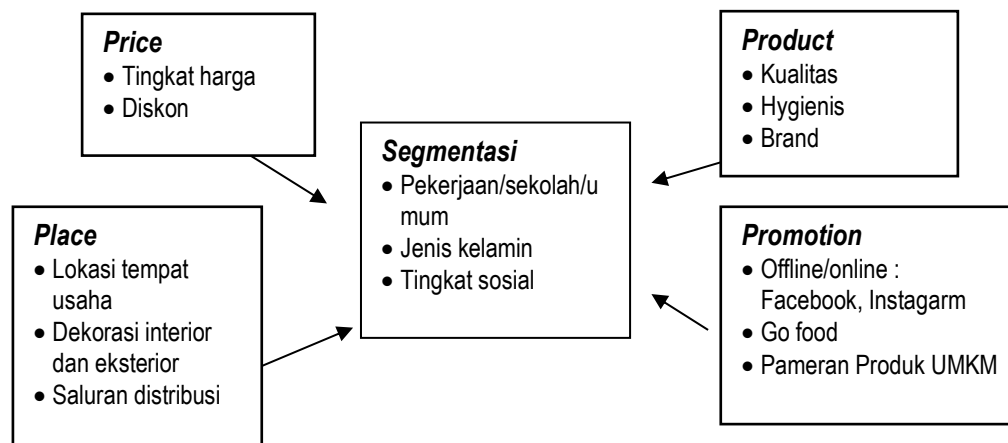 Price
• Tingkat harga
• Diskon
Product
• Kualitas
• Hygienis
• Brand
Segmentasi
• Pekerjaan/sekolah/u
mum
• Jenis kelamin
• Tingkat sosial
Place
• Lokasi tempat
usaha
• Dekorasi interior
dan eksterior
• Saluran distribusi
Promotion
• Offline/online :
Facebook, Instagarm
• Go food
• Pameran Produk UMKM